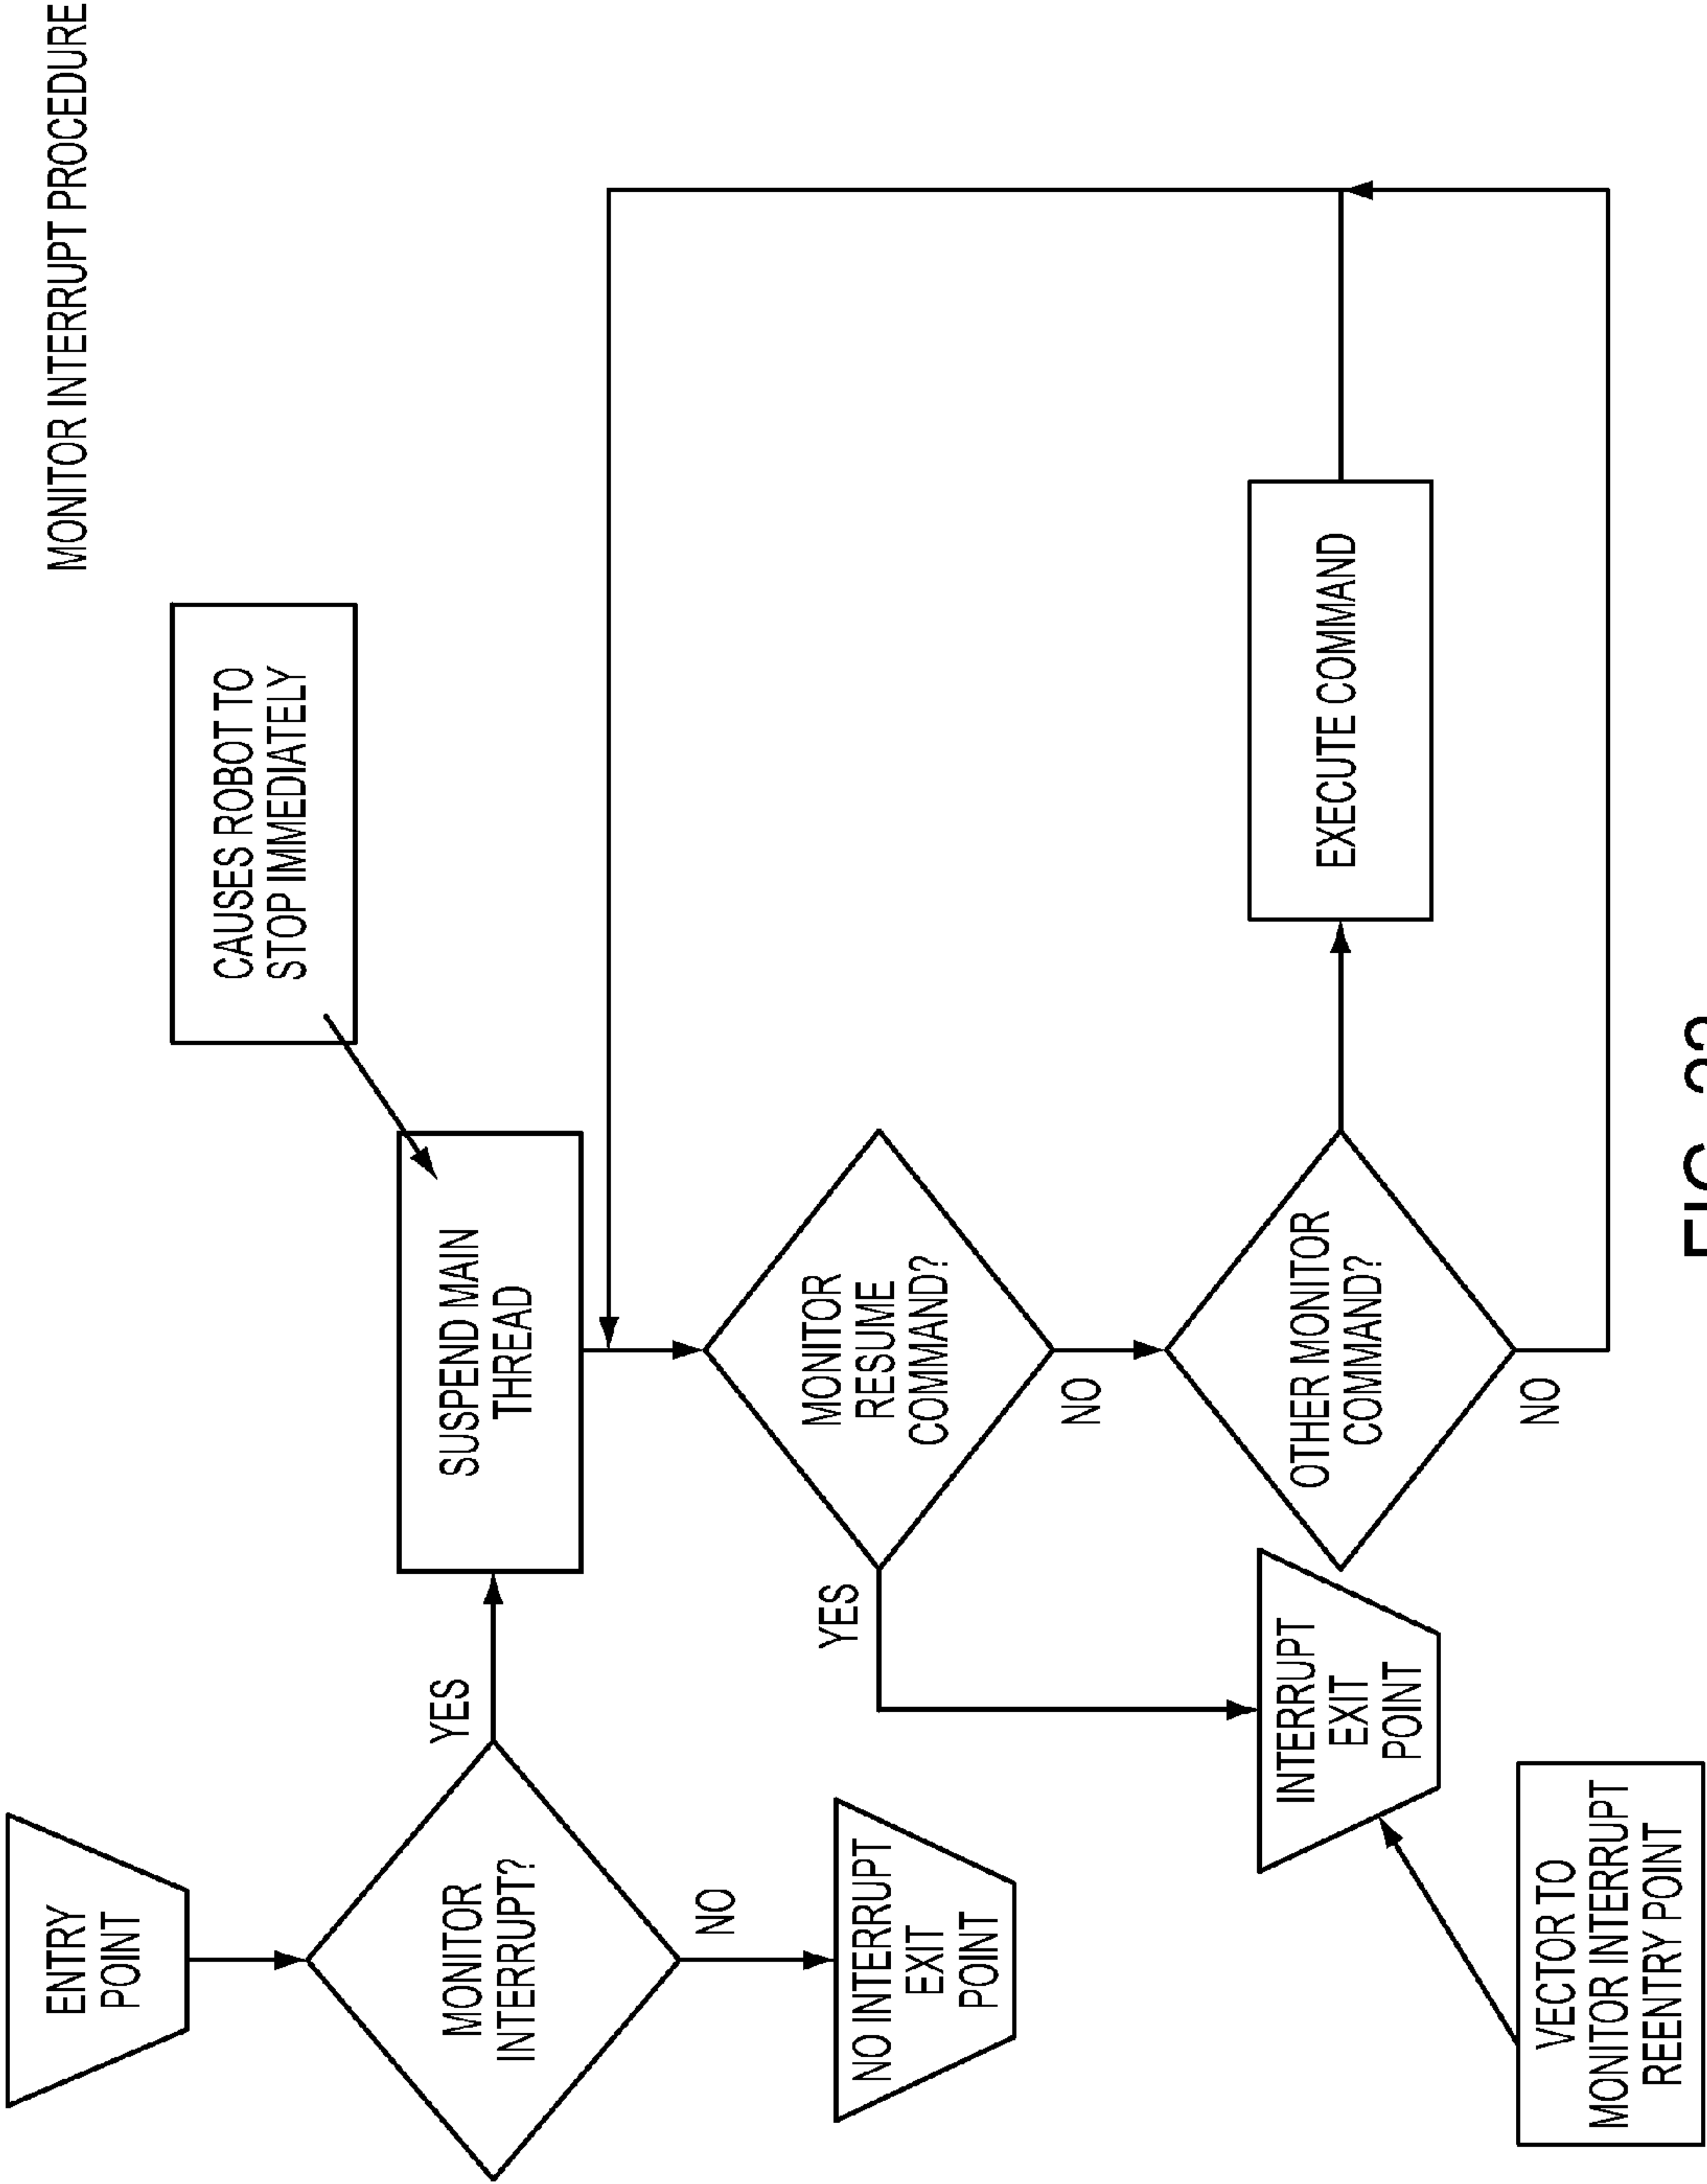 MONITOR INTERRUPT PROCEDURE
ENTRY
POINT
MONITOR
INTERRUPT?
YES
NO
NO INTERRUPT
EXIT
POINT
SUSPEND MAIN
THREAD
CAUSES ROBOT TO
STOP IMMEDIATELY
MONITOR
RESUME
COMMAND?
YES
NO
INTERRUPT
EXIT
POINT
VECTOR TO
MONITOR INTERRUPT
REENTRY POINT
OTHER MONITOR
COMMAND?
NO
EXECUTE COMMAND